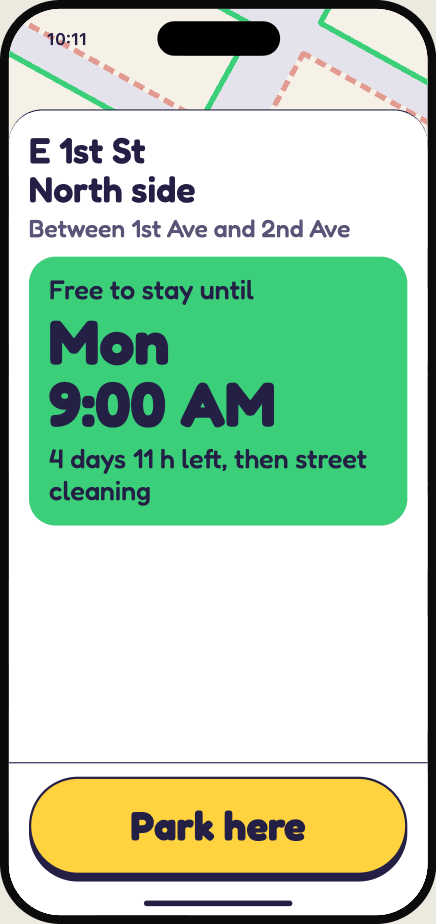 10:11
E 1st St
North side
Between 1st Ave and 2nd Ave
Free to stay until
Mon
9:00 AM
4 days 11 h left, then street
cleaning
Park here